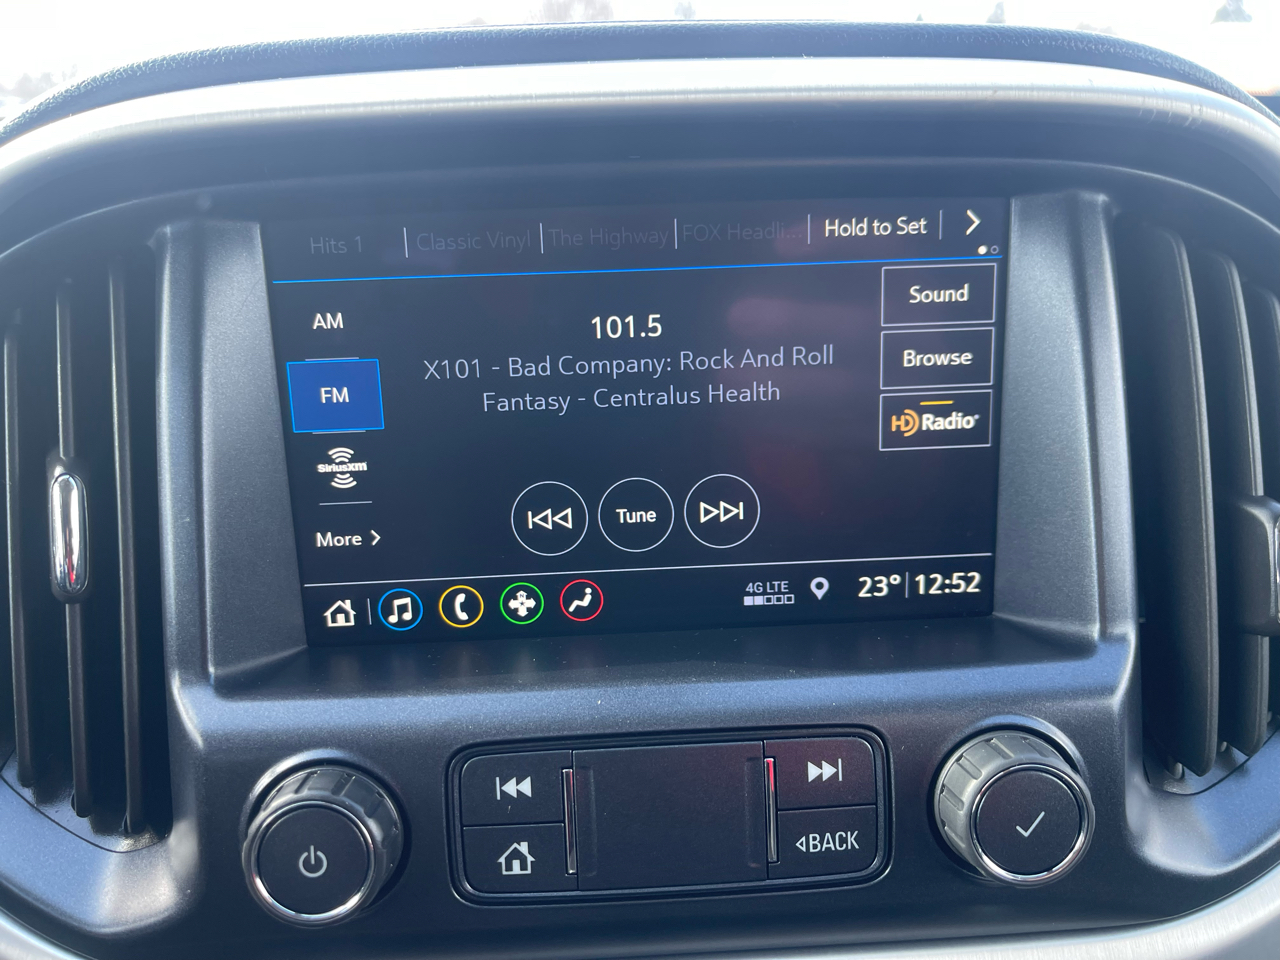 Hits 1 Classic Vinyl The Highway FOX Headli... Hold to Set
AM
FM
SiriusXM
More
101.5
X101 - Bad Company: Rock And Roll
Fantasy - Centralus Health
Tune
Sound
Browse
HD Radio
4G LTE
23° 12:52
BACK